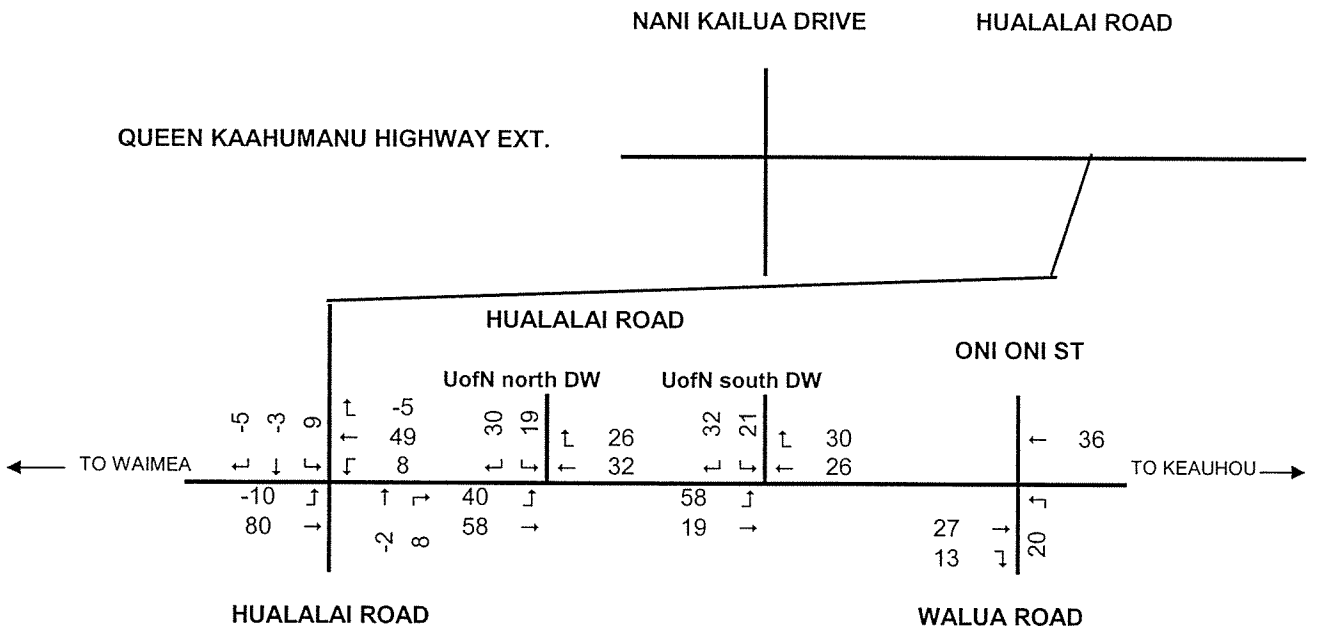 NANI KAILUA DRIVE HUALALAI ROAD
QUEEN KAAHUMANU HIGHWAY EXT.
HUALALAI ROAD
ONI ONI ST
UofN north DW UofN south DW
-5 -3 9 ↰ -5 30 19 ↰ 26 32 21 ↰ 30
← 49 ← 36
TO WAIMEA 8 ← 32 ← 26 TO KEAUHOU
-10 40 58
80 → -2 8 58 → 19 → 27 → 20
13
HUALALAI ROAD WALUA ROAD